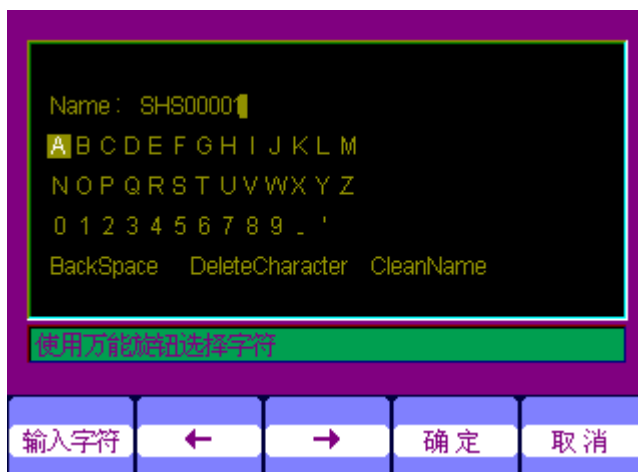 Name： SHS00001
A B C D E F G H I J K L M
N O P Q R S T U V W X Y Z
0 1 2 3 4 5 6 7 8 9 _ '
BackSpace DeleteCharacter CleanName
使用万能旋钮选择字符
输入字符 ← → 确定 取消